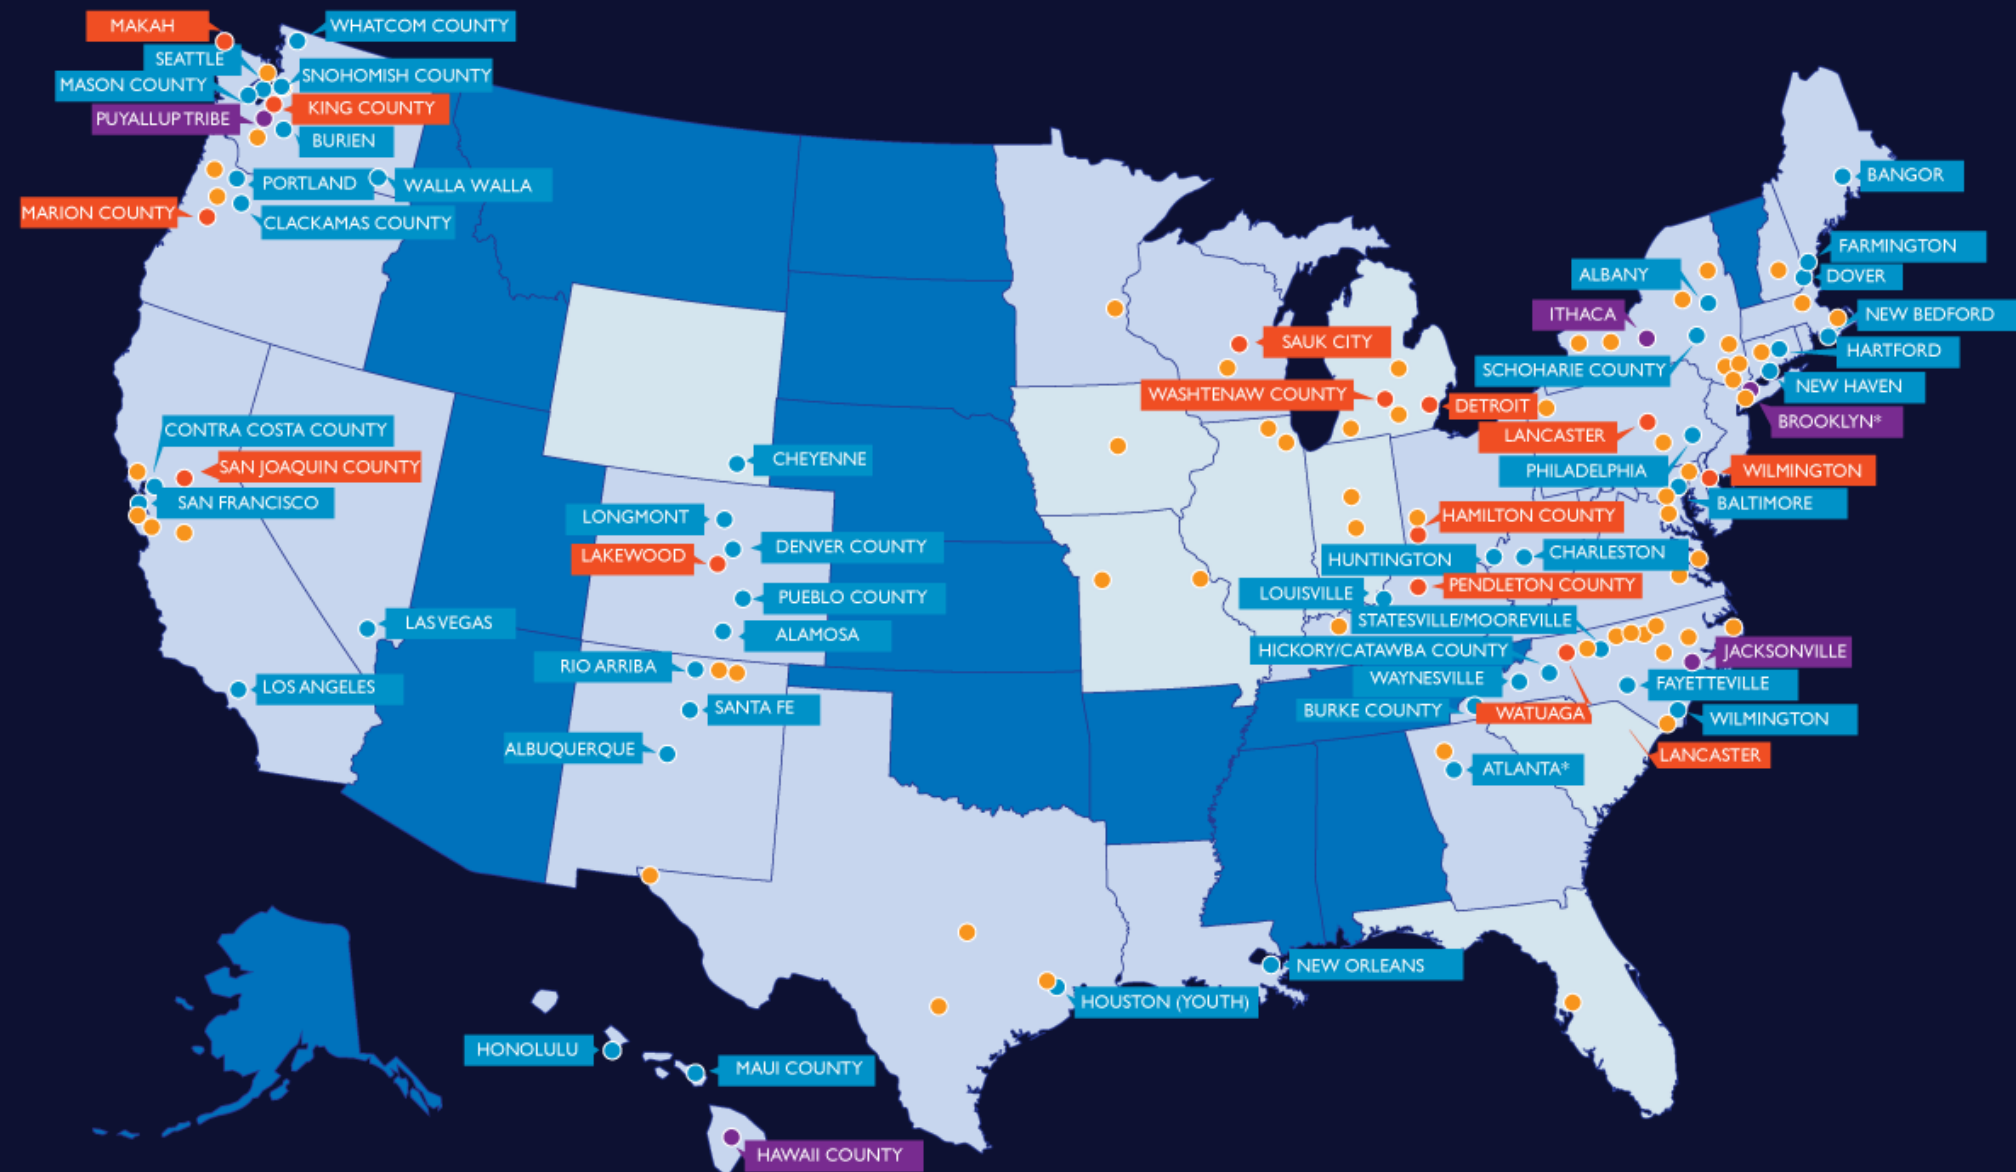 MAKAH
WHATCOM COUNTY
SEATTLE
SNOHOMISH COUNTY
MASON COUNTY
KING COUNTY
PUYALLUP TRIBE
BURIEN
PORTLAND
WALLA WALLA
MARION COUNTY
CLACKAMAS COUNTY
CONTRA COSTA COUNTY
SAN JOAQUIN COUNTY
SAN FRANCISCO
LAS VEGAS
LOS ANGELES
CHEYENNE
LONGMONT
DENVER COUNTY
LAKEWOOD
PUEBLO COUNTY
ALAMOSA
RIO ARRIBA
SANTA FE
ALBUQUERQUE
HONOLULU
MAUI COUNTY
HAWAII COUNTY
HOUSTON (YOUTH)
NEW ORLEANS
SAUK CITY
WASHTENAW COUNTY
DETROIT
BANGOR
FARMINGTON
ALBANY
DOVER
ITHACA
NEW BEDFORD
HARTFORD
SCHOHARIE COUNTY
NEW HAVEN
BROOKLYN*
LANCASTER
PHILADELPHIA
WILMINGTON
BALTIMORE
HAMILTON COUNTY
HUNTINGTON
CHARLESTON
LOUISVILLE
PENDLETON COUNTY
STATESVILLE/MOOREVILLE
HICKORY/CATAWBA COUNTY
JACKSONVILLE
WAYNESVILLE
FAYETTEVILLE
BURKE COUNTY
WATUAGA
WILMINGTON
LANCASTER
ATLANTA*